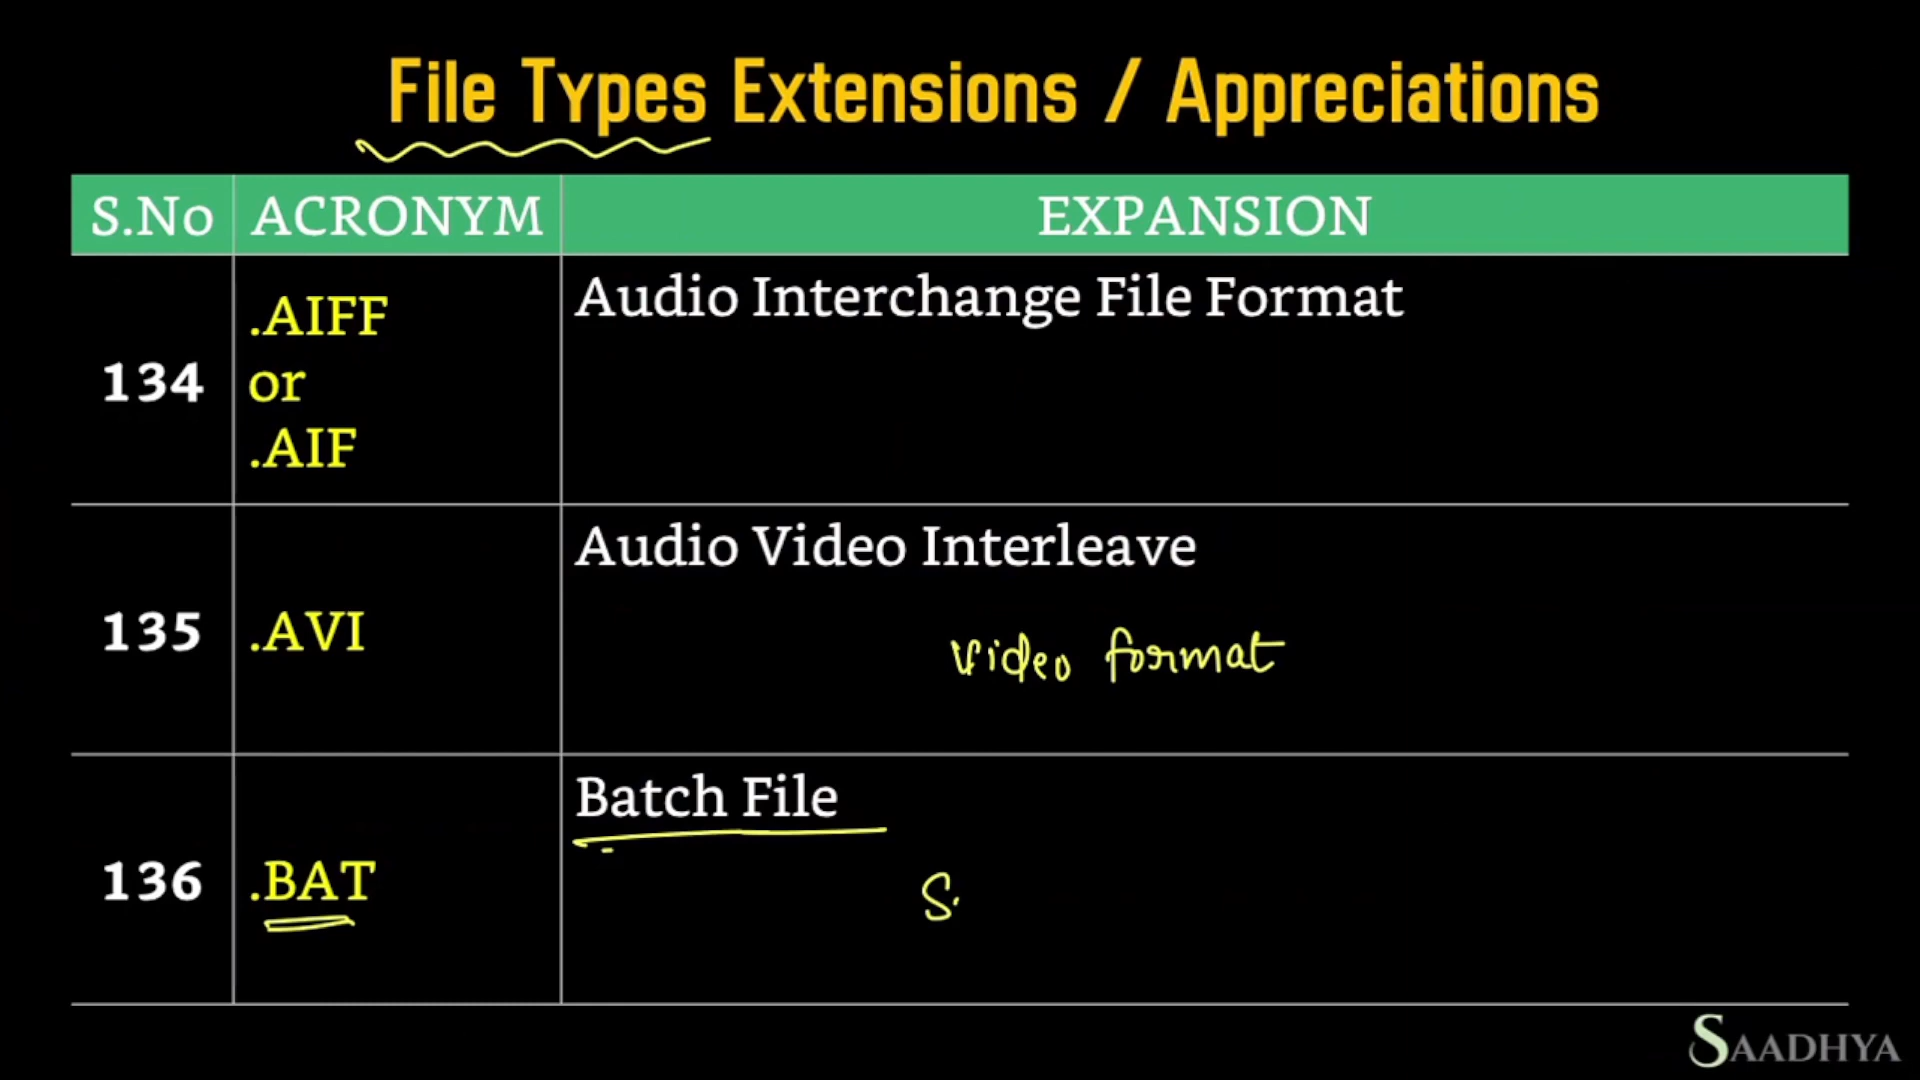 File Types Extensions / Appreciations
S.No ACRONYM EXPANSION
134 .AIFF or .AIF Audio Interchange File Format
135 .AVI Audio Video Interleave
video format
136 .BAT Batch File
S.
SAADHYA